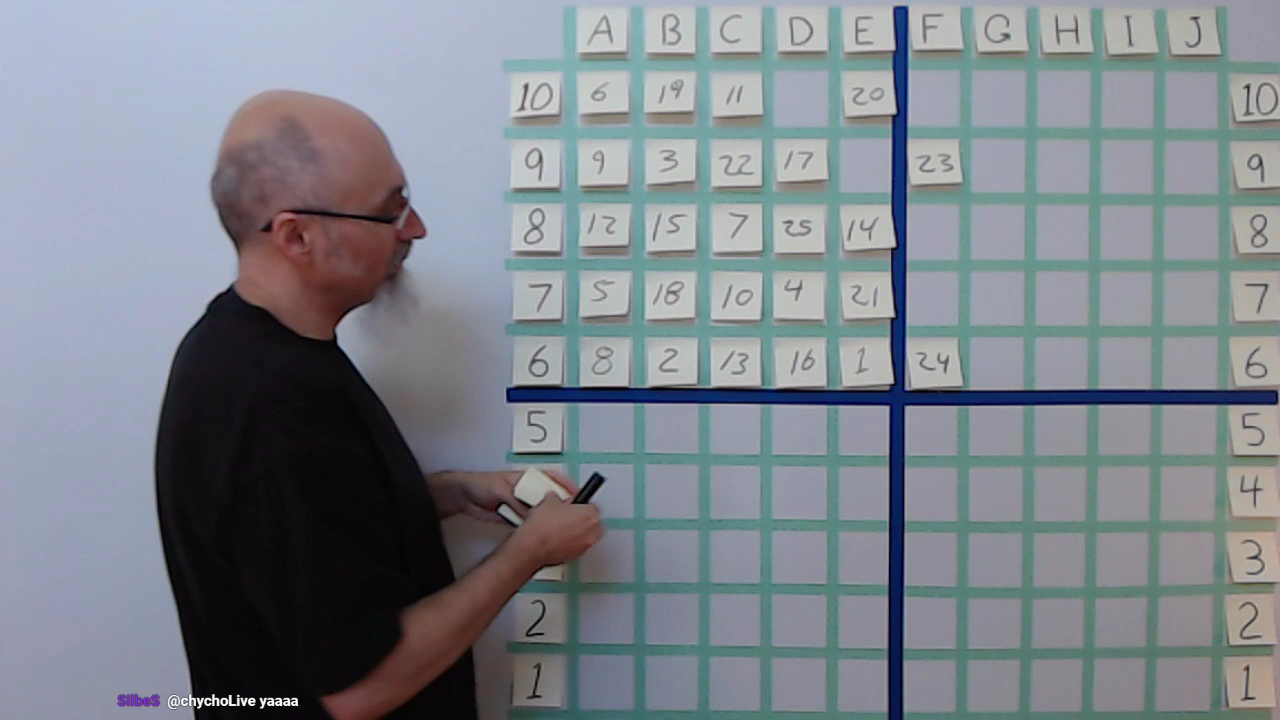 A B C D E F G H I J
10 6 19 11 20 10
9 9 3 22 17 23 9
8 12 15 7 25 14 8
7 5 18 10 4 21 7
6 8 2 13 16 1 24 6
5 5
4
3
2 2
1 1
SilbeS @chychoLive yaaaa